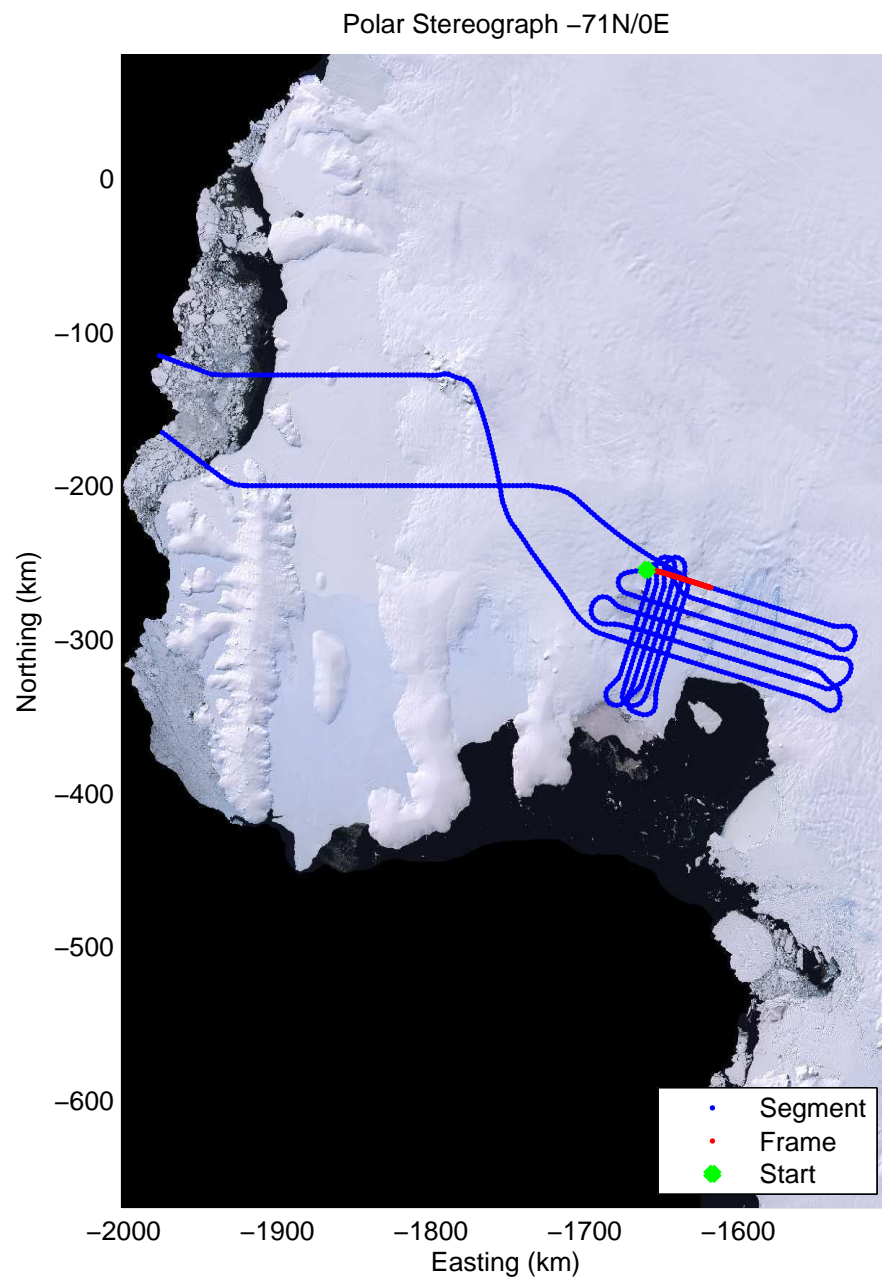 Polar Stereograph −71N/0E
0
−100
−200
−300
−400
−500
−600
Northing (km)
Segment
Frame
Start
−2000 −1900 −1800 −1700 −1600
Easting (km)